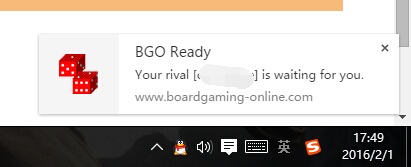 BGO Ready
Your rival [ ] is waiting for you.
www.boardgaming-online.com
英
17:49
2016/2/1